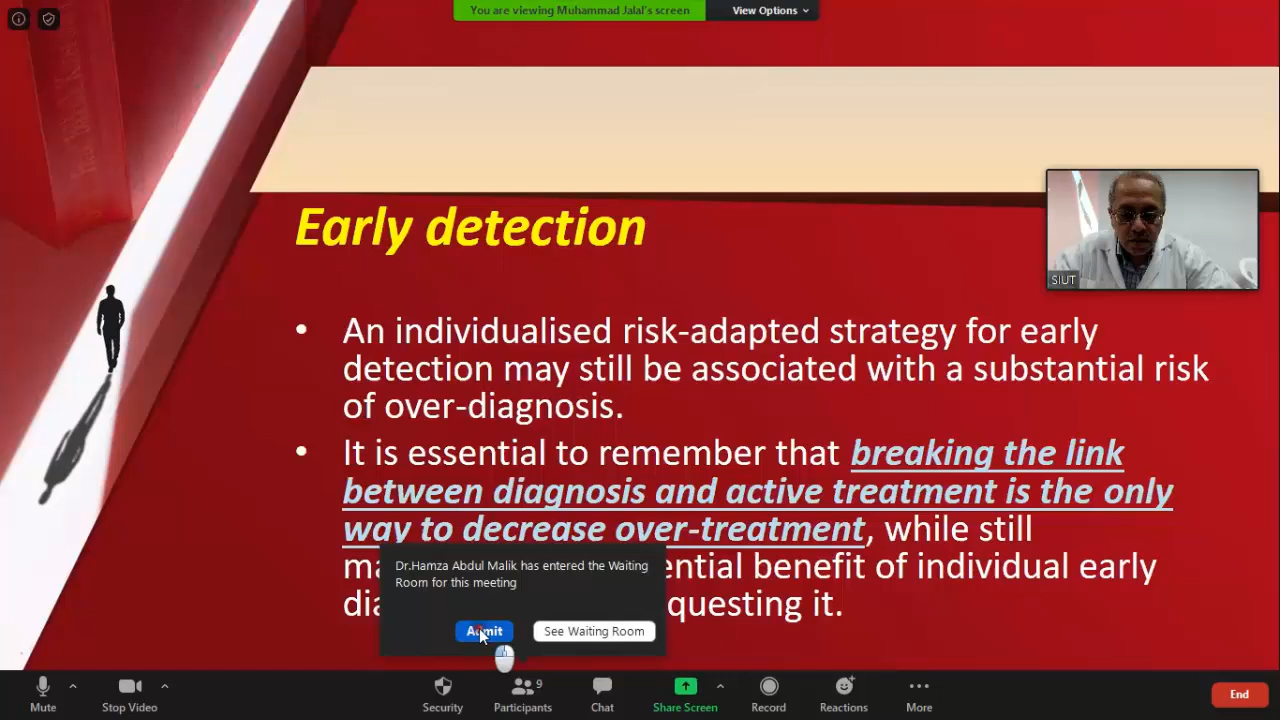 You are viewing Muhammad Jalal's screen View Options
Early detection
SIUT
• An individualised risk-adapted strategy for early
detection may still be associated with a substantial risk
of over-diagnosis.
• It is essential to remember that breaking the link
between diagnosis and active treatment is the only
way to decrease over-treatment, while still
ma
ential benefit of individual early
dia
questing it.
Dr.Hamza Abdul Malik has entered the Waiting
Room for this meeting
Admit See Waiting Room
9
Mute Stop Video Security Participants Chat Share Screen Record Reactions More End